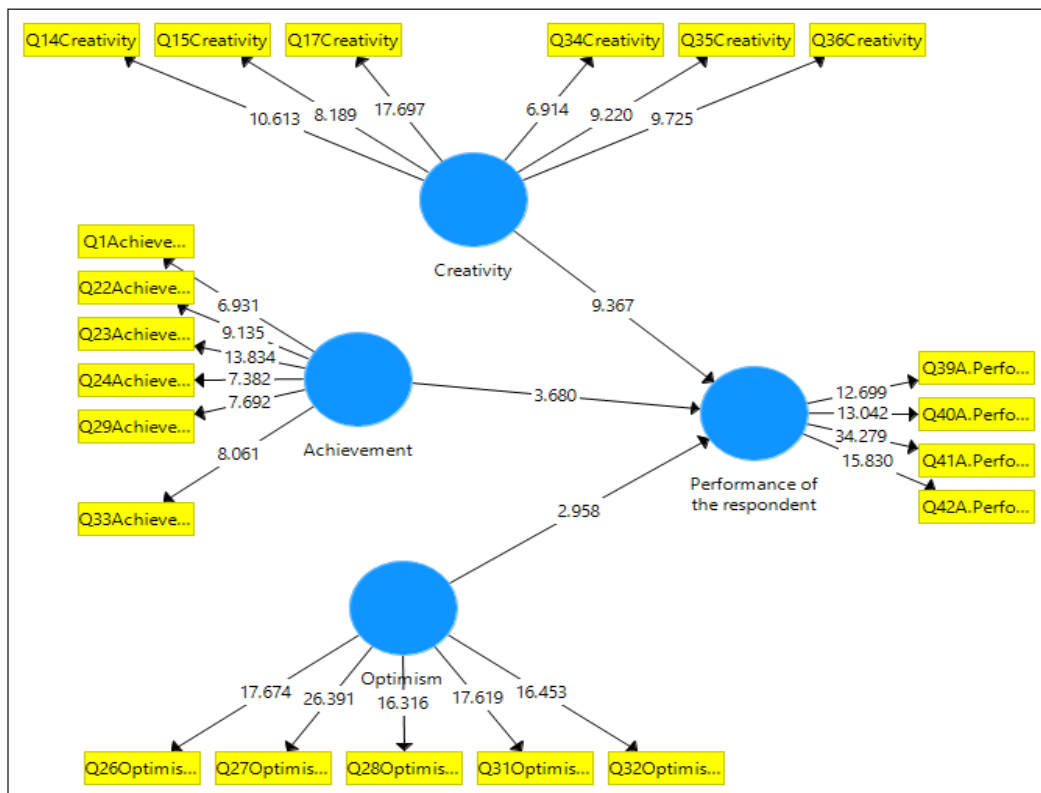 Q14Creativity
Q15Creativity
Q17Creativity
Q34Creativity
Q35Creativity
Q36Creativity
10.613
8.189
17.697
6.914
9.220
9.725
Creativity
Q1Achieve...
Q22Achieve...
Q23Achieve...
Q24Achieve...
Q29Achieve...
Q33Achieve...
6.931
9.135
13.834
7.382
7.692
8.061
Achievement
9.367
3.680
2.958
Performance of
the respondent
12.699
13.042
34.279
15.830
Q39A.Perfo...
Q40A.Perfo...
Q41A.Perfo...
Q42A.Perfo...
Optimism
17.674
26.391
16.316
17.619
16.453
Q26Optimis...
Q27Optimis...
Q28Optimis...
Q31Optimis...
Q32Optimis...